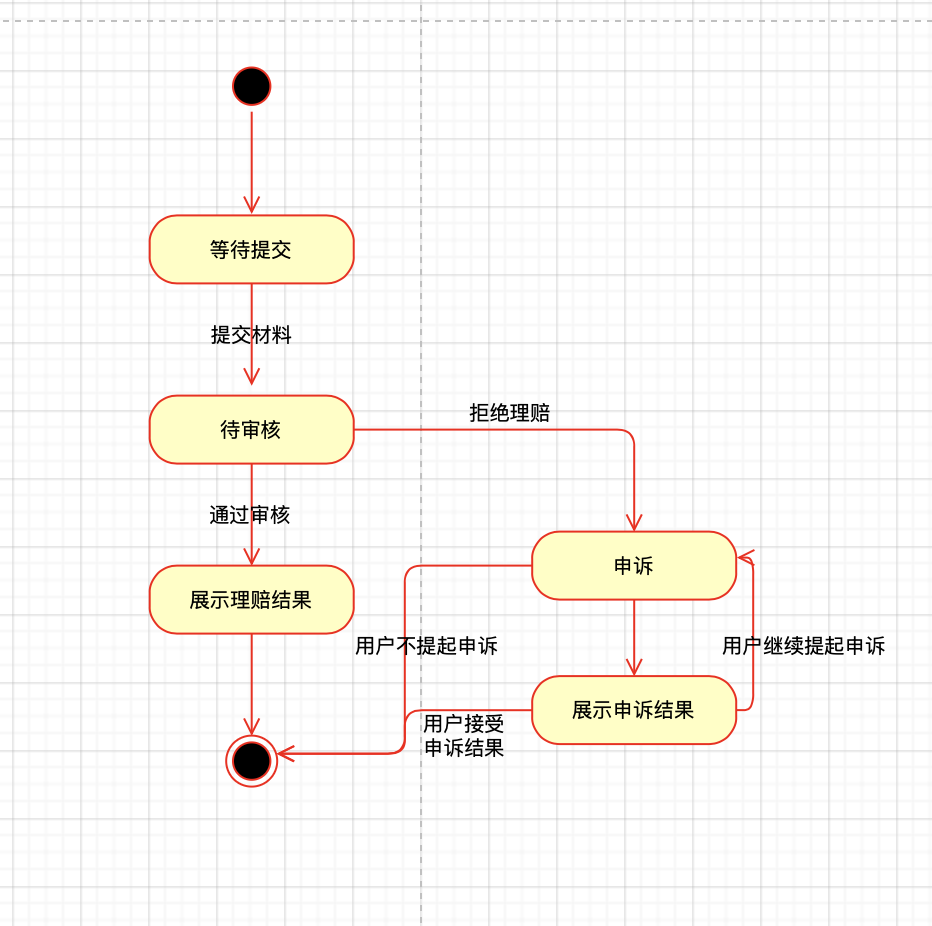 等待提交
提交材料
待审核
拒绝理赔
通过审核
申诉
展示理赔结果
用户不提起申诉
用户继续提起申诉
展示申诉结果
用户接受
申诉结果